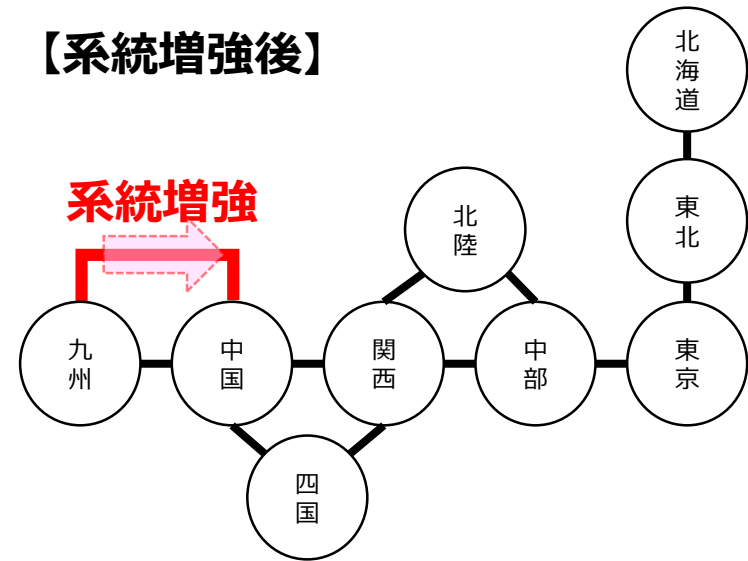 【系統増強後】
北海道
系統増強
北陸
東北
九州
中国
関西
中部
東京
四国